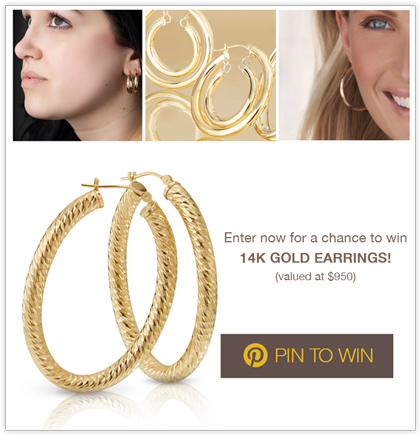 Enter now for a chance to win
14K GOLD EARRINGS!
(valued at $950)
PIN TO WIN